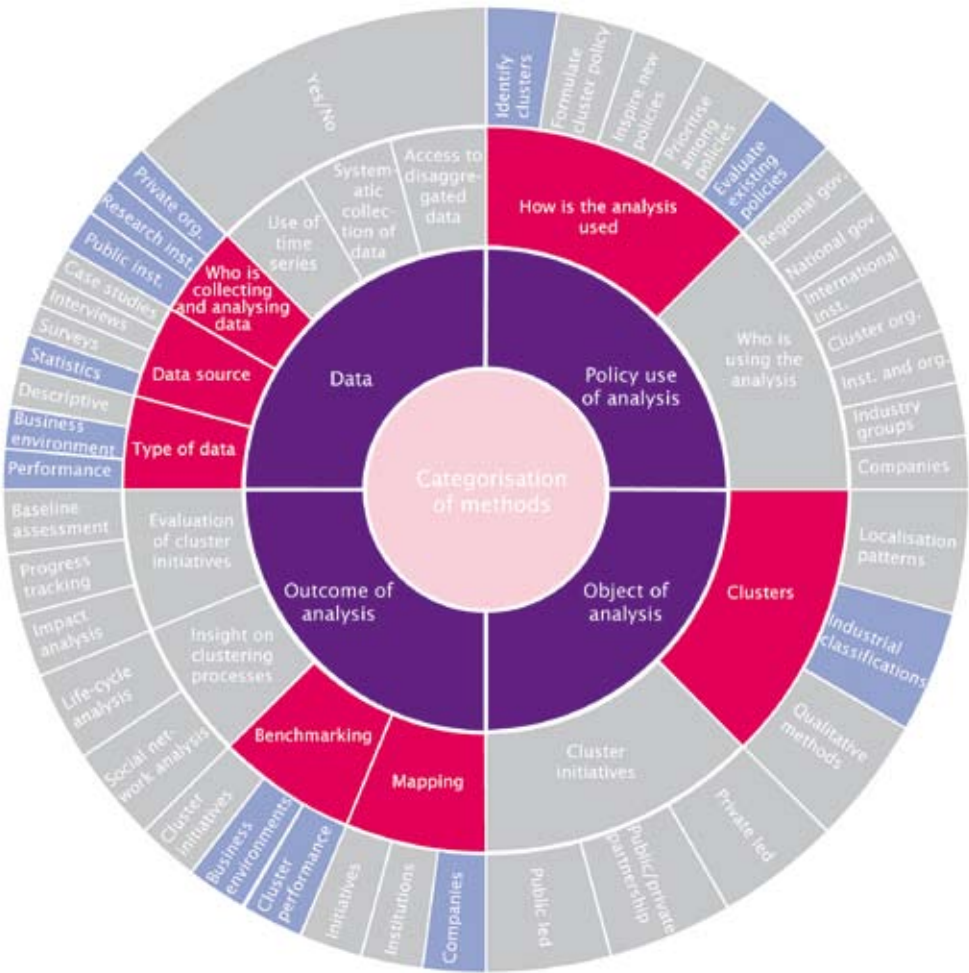 Categorisation
of methods
Policy use
of analysis
How is the analysis
used
Identify
clusters
Formulate
cluster policy
Inspire new
policies
Prioritise
among
policies
Evaluate
existing
policies
Who is
using the
analysis
Regional gov.
National gov
International
inst.
Cluster org.
Inst. and org.
Industry
groups
Companies
Object of
analysis
Clusters
Localisation
patterns
Industrial
classifications
Qualitative
methods
Cluster
initiatives
Private led
Public/private
partnership
Public led
Outcome of
analysis
Mapping
Companies
Institutions
Initiatives
Benchmarking
Cluster
performance
Business
environments
Cluster
initiatives
Insight on
clustering
processes
Social net-
work analysis
Life-cycle
analysis
Evaluation
of cluster
initiatives
Impact
analysis
Progress
tracking
Baseline
assessment
Data
Type of data
Performance
Business
environment
Descriptive
Data source
Statistics
Surveys
Interviews
Case studies
Who is
collecting
and analysing
data
Public inst.
Research inst.
Private org.
Use of
time
series
System-
atic
collec-
tion of
data
Access to
disaggre-
gated
data
Yes/No